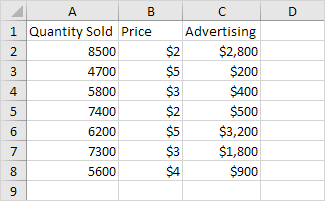 A B C D
1 Quantity Sold Price Advertising
2 8500 $2 $2,800
3 4700 $5 $200
4 5800 $3 $400
5 7400 $2 $500
6 6200 $5 $3,200
7 7300 $3 $1,800
8 5600 $4 $900
9